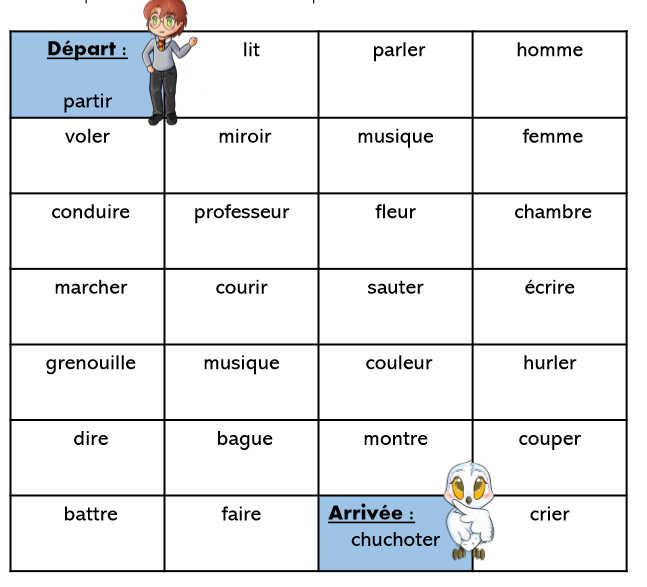 Départ :
partir
lit
parler
homme
voler
miroir
musique
femme
conduire
professeur
fleur
chambre
marcher
courir
sauter
écrire
grenouille
musique
couleur
hurler
dire
bague
montre
couper
battre
faire
Arrivée :
chuchoter
crier